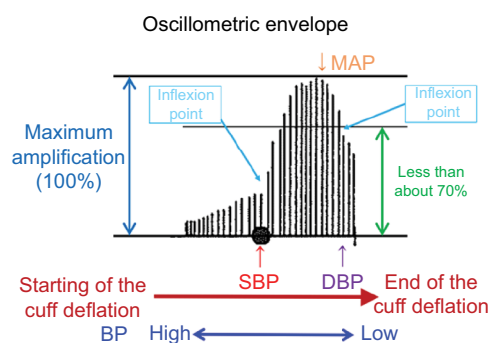 Oscillometric envelope
↓ MAP
Inflexion
point
Inflexion
point
Maximum
amplification
(100%)
Less than
about 70%
↑
SBP
↑
DBP
Starting of the
cuff deflation
End of the
cuff deflation
BP High Low